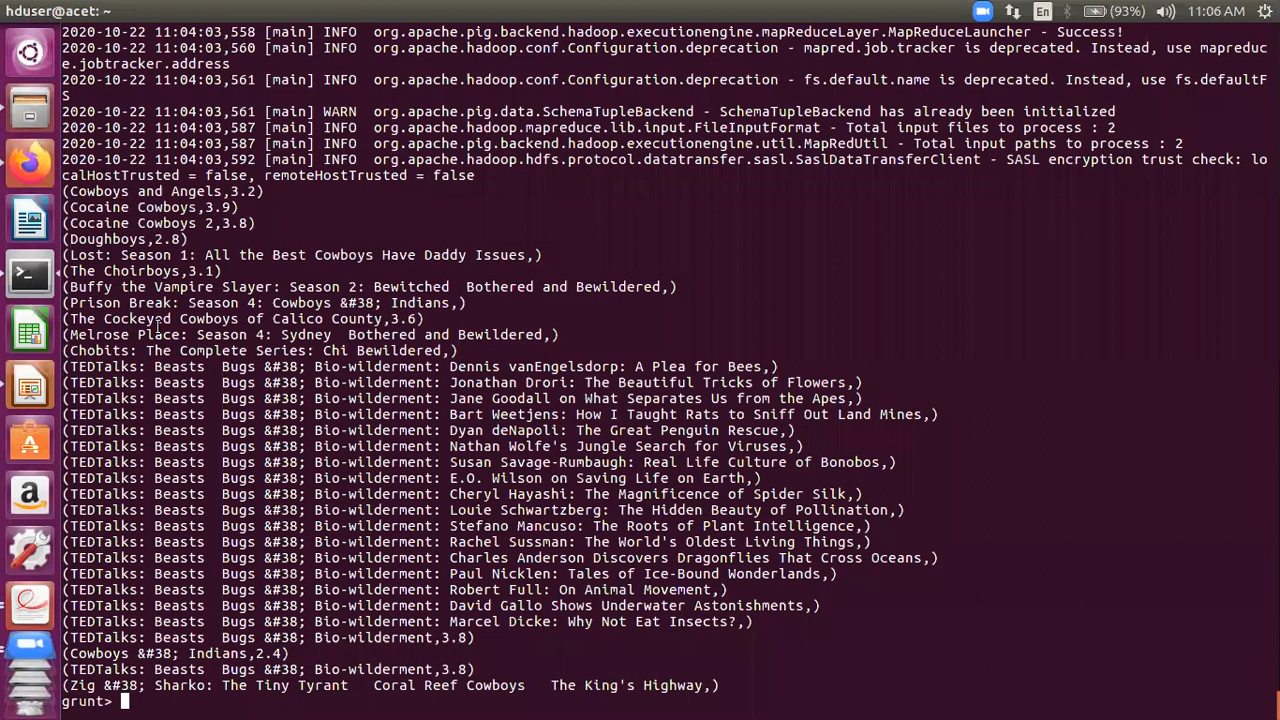 hduser@acet: ~
En
(93%)
11:06 AM
2020-10-22 11:04:03,558 [main] INFO  org.apache.pig.backend.hadoop.executionengine.mapReduceLayer.MapReduceLauncher - Success!
2020-10-22 11:04:03,560 [main] INFO  org.apache.hadoop.conf.Configuration.deprecation - mapred.job.tracker is deprecated. Instead, use mapreduc
e.jobtracker.address
2020-10-22 11:04:03,561 [main] INFO  org.apache.hadoop.conf.Configuration.deprecation - fs.default.name is deprecated. Instead, use fs.defaultF
S
2020-10-22 11:04:03,561 [main] WARN  org.apache.pig.data.SchemaTupleBackend - SchemaTupleBackend has already been initialized
2020-10-22 11:04:03,587 [main] INFO  org.apache.hadoop.mapreduce.lib.input.FileInputFormat - Total input files to process : 2
2020-10-22 11:04:03,587 [main] INFO  org.apache.pig.backend.hadoop.executionengine.util.MapRedUtil - Total input paths to process : 2
2020-10-22 11:04:03,592 [main] INFO  org.apache.hadoop.hdfs.protocol.datatransfer.sasl.SaslDataTransferClient - SASL encryption trust check: lo
calHostTrusted = false, remoteHostTrusted = false
(Cowboys and Angels,3.2)
(Cocaine Cowboys,3.9)
(Cocaine Cowboys 2,3.8)
(Doughboys,2.8)
(Lost: Season 1: All the Best Cowboys Have Daddy Issues,)
(The Choirboys,3.1)
(Buffy the Vampire Slayer: Season 2: Bewitched  Bothered and Bewildered,)
(Prison Break: Season 4: Cowboys &#38; Indians,)
(The Cockeyed Cowboys of Calico County,3.6)
(Melrose Place: Season 4: Sydney  Bothered and Bewildered,)
(Chobits: The Complete Series: Chi Bewildered,)
(TEDTalks: Beasts  Bugs &#38; Bio-wilderment: Dennis vanEngelsdorp: A Plea for Bees,)
(TEDTalks: Beasts  Bugs &#38; Bio-wilderment: Jonathan Drori: The Beautiful Tricks of Flowers,)
(TEDTalks: Beasts  Bugs &#38; Bio-wilderment: Jane Goodall on What Separates Us from the Apes,)
(TEDTalks: Beasts  Bugs &#38; Bio-wilderment: Bart Weetjens: How I Taught Rats to Sniff Out Land Mines,)
(TEDTalks: Beasts  Bugs &#38; Bio-wilderment: Dyan deNapoli: The Great Penguin Rescue,)
(TEDTalks: Beasts  Bugs &#38; Bio-wilderment: Nathan Wolfe's Jungle Search for Viruses,)
(TEDTalks: Beasts  Bugs &#38; Bio-wilderment: Susan Savage-Rumbaugh: Real Life Culture of Bonobos,)
(TEDTalks: Beasts  Bugs &#38; Bio-wilderment: E.O. Wilson on Saving Life on Earth,)
(TEDTalks: Beasts  Bugs &#38; Bio-wilderment: Cheryl Hayashi: The Magnificence of Spider Silk,)
(TEDTalks: Beasts  Bugs &#38; Bio-wilderment: Louie Schwartzberg: The Hidden Beauty of Pollination,)
(TEDTalks: Beasts  Bugs &#38; Bio-wilderment: Stefano Mancuso: The Roots of Plant Intelligence,)
(TEDTalks: Beasts  Bugs &#38; Bio-wilderment: Rachel Sussman: The World's Oldest Living Things,)
(TEDTalks: Beasts  Bugs &#38; Bio-wilderment: Charles Anderson Discovers Dragonflies That Cross Oceans,)
(TEDTalks: Beasts  Bugs &#38; Bio-wilderment: Paul Nicklen: Tales of Ice-Bound Wonderlands,)
(TEDTalks: Beasts  Bugs &#38; Bio-wilderment: Robert Full: On Animal Movement,)
(TEDTalks: Beasts  Bugs &#38; Bio-wilderment: David Gallo Shows Underwater Astonishments,)
(TEDTalks: Beasts  Bugs &#38; Bio-wilderment: Marcel Dicke: Why Not Eat Insects?,)
(TEDTalks: Beasts  Bugs &#38; Bio-wilderment,3.8)
(Cowboys &#38; Indians,2.4)
(TEDTalks: Beasts  Bugs &#38; Bio-wilderment,3.8)
(Zig &#38; Sharko: The Tiny Tyrant   Coral Reef Cowboys   The King's Highway,)
grunt>